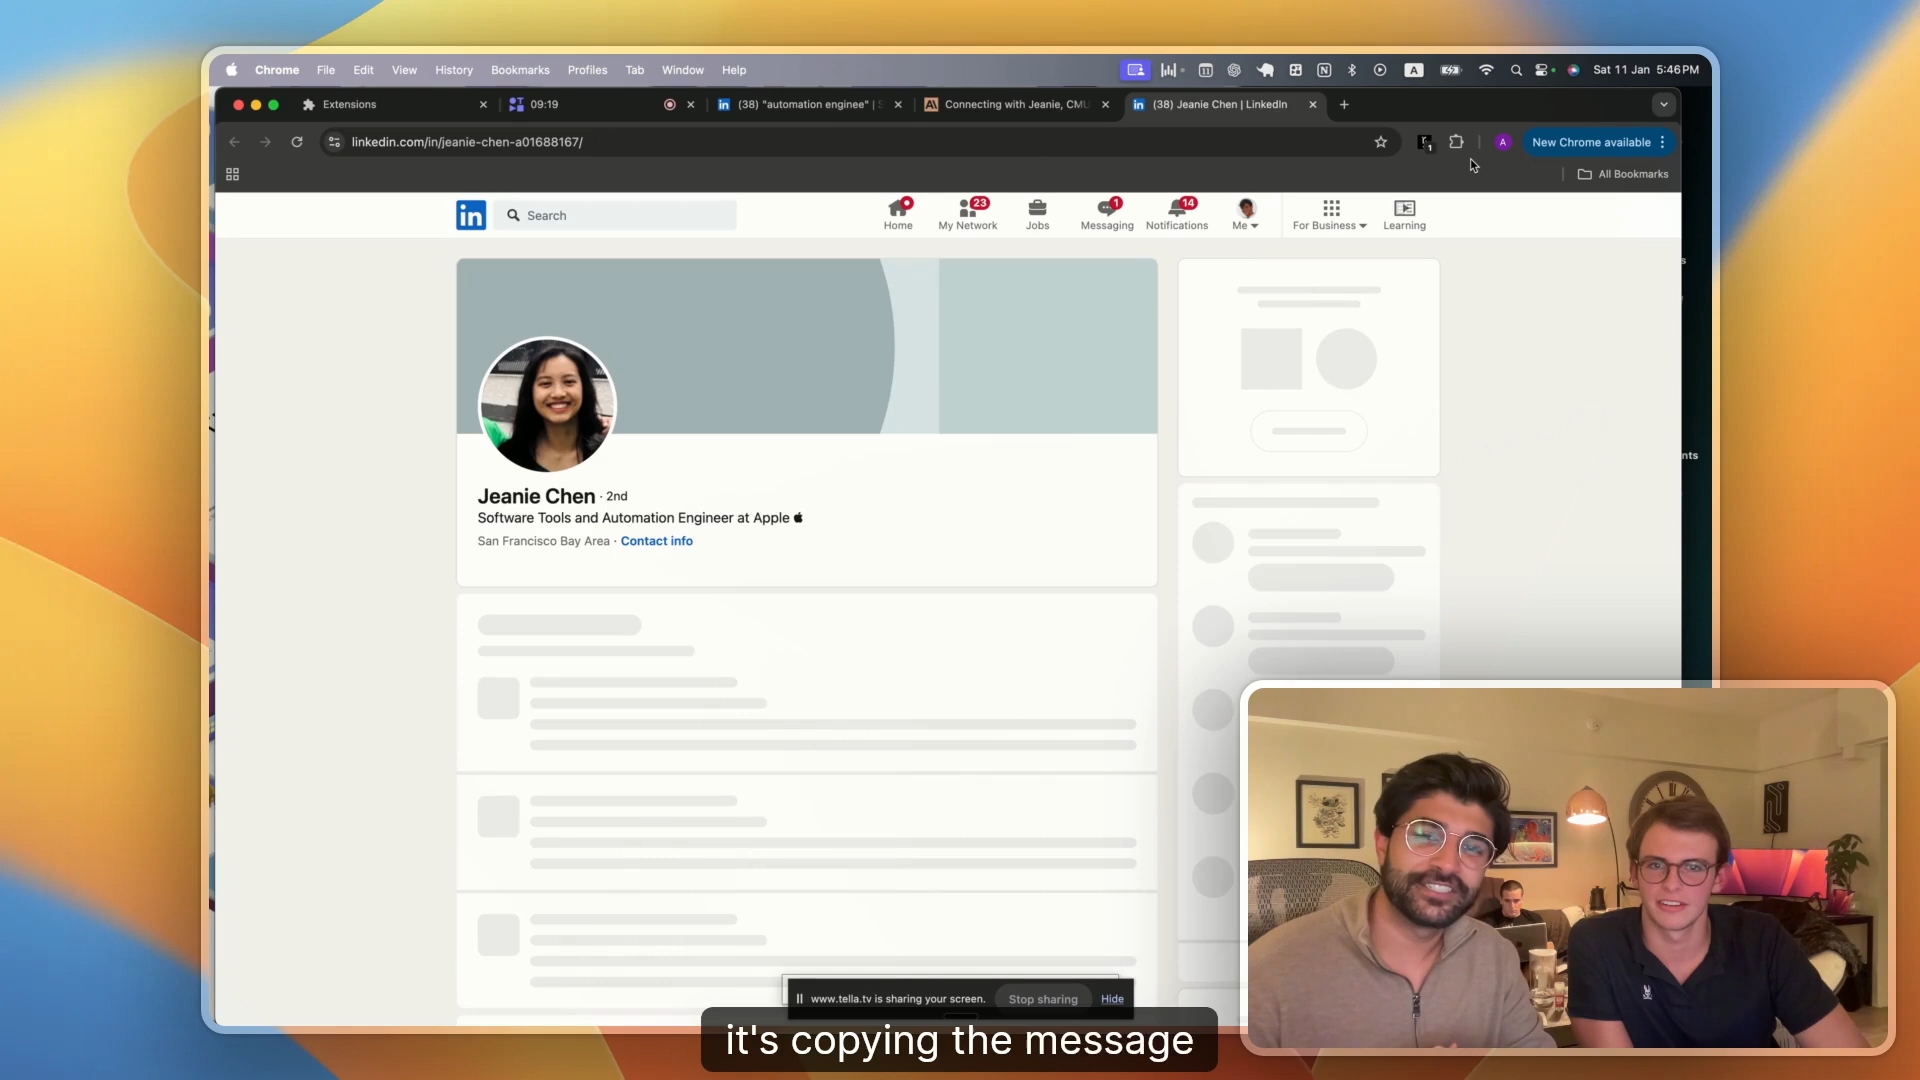 Chrome File Edit View History Bookmarks Profiles Tab Window Help
11 N A Sat 11 Jan 5:46PM
Extensions
09:19
(38) "automation enginee" | S
Connecting with Jeanie, CMU
(38) Jeanie Chen | LinkedIn
linkedin.com/in/jeanie-chen-a01688167/
1
A
New Chrome available
All Bookmarks
in
Search
23
1
14
Home
My Network
Jobs
Messaging
Notifications
Me
For Business
Learning
Jeanie Chen · 2nd
Software Tools and Automation Engineer at Apple
San Francisco Bay Area · Contact info
s
nts
www.tella.tv is sharing your screen.
Stop sharing
Hide
it's copying the message